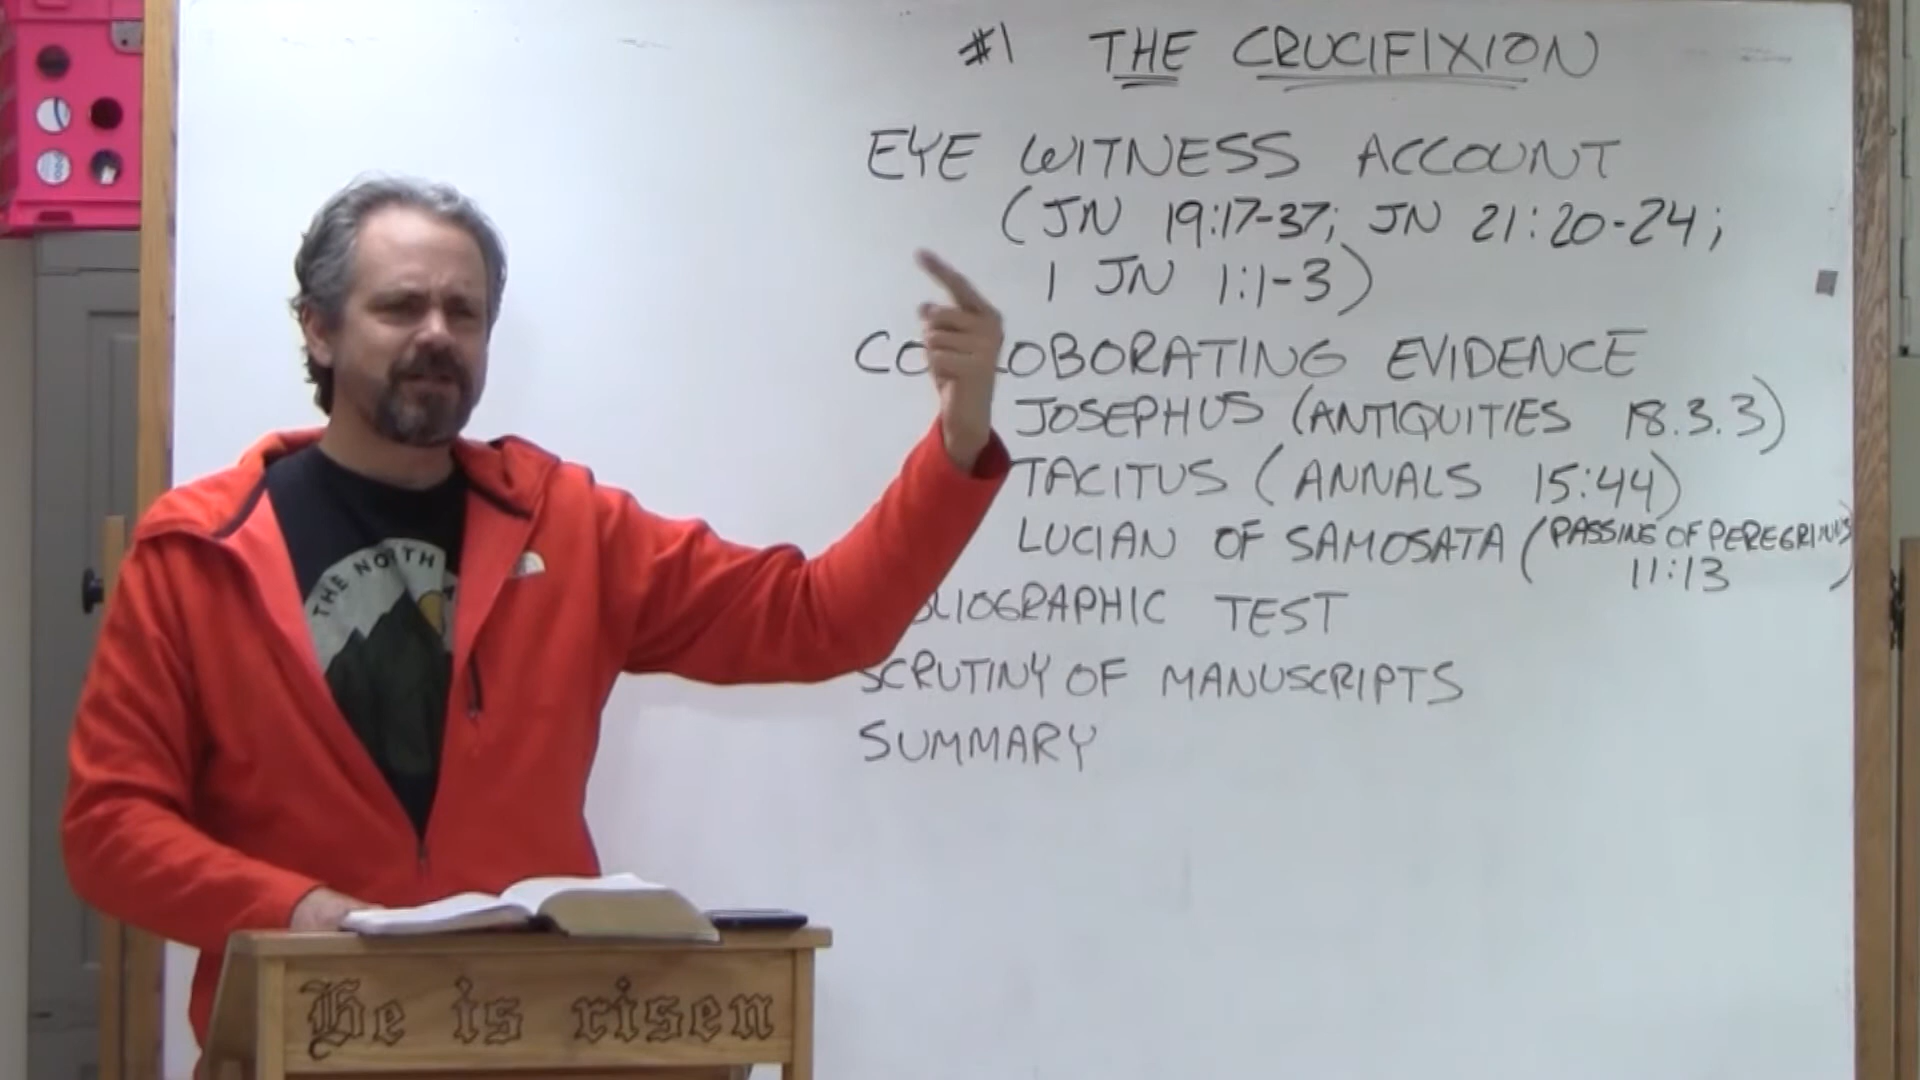 #1 THE CRUCIFIXION
EYE WITNESS ACCOUNT
(JN 19:17-37; JN 21:20-24;
1 JN 1:1-3)
CO OBORATING EVIDENCE
JOSEPHUS (ANTIQUITIES 18.3.3)
TACITUS (ANNALS 15:44)
LUCIAN OF SAMOSATA (PASSING OF PEREGRINUS
11:13)
LIOGRAPHIC TEST
SCRUTINY OF MANUSCRIPTS
SUMMARY
THE NORTH
He is risen